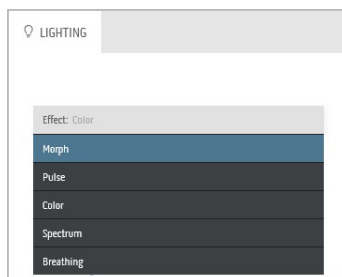 LIGHTING
Effect: Color
Morph
Pulse
Color
Spectrum
Breathing